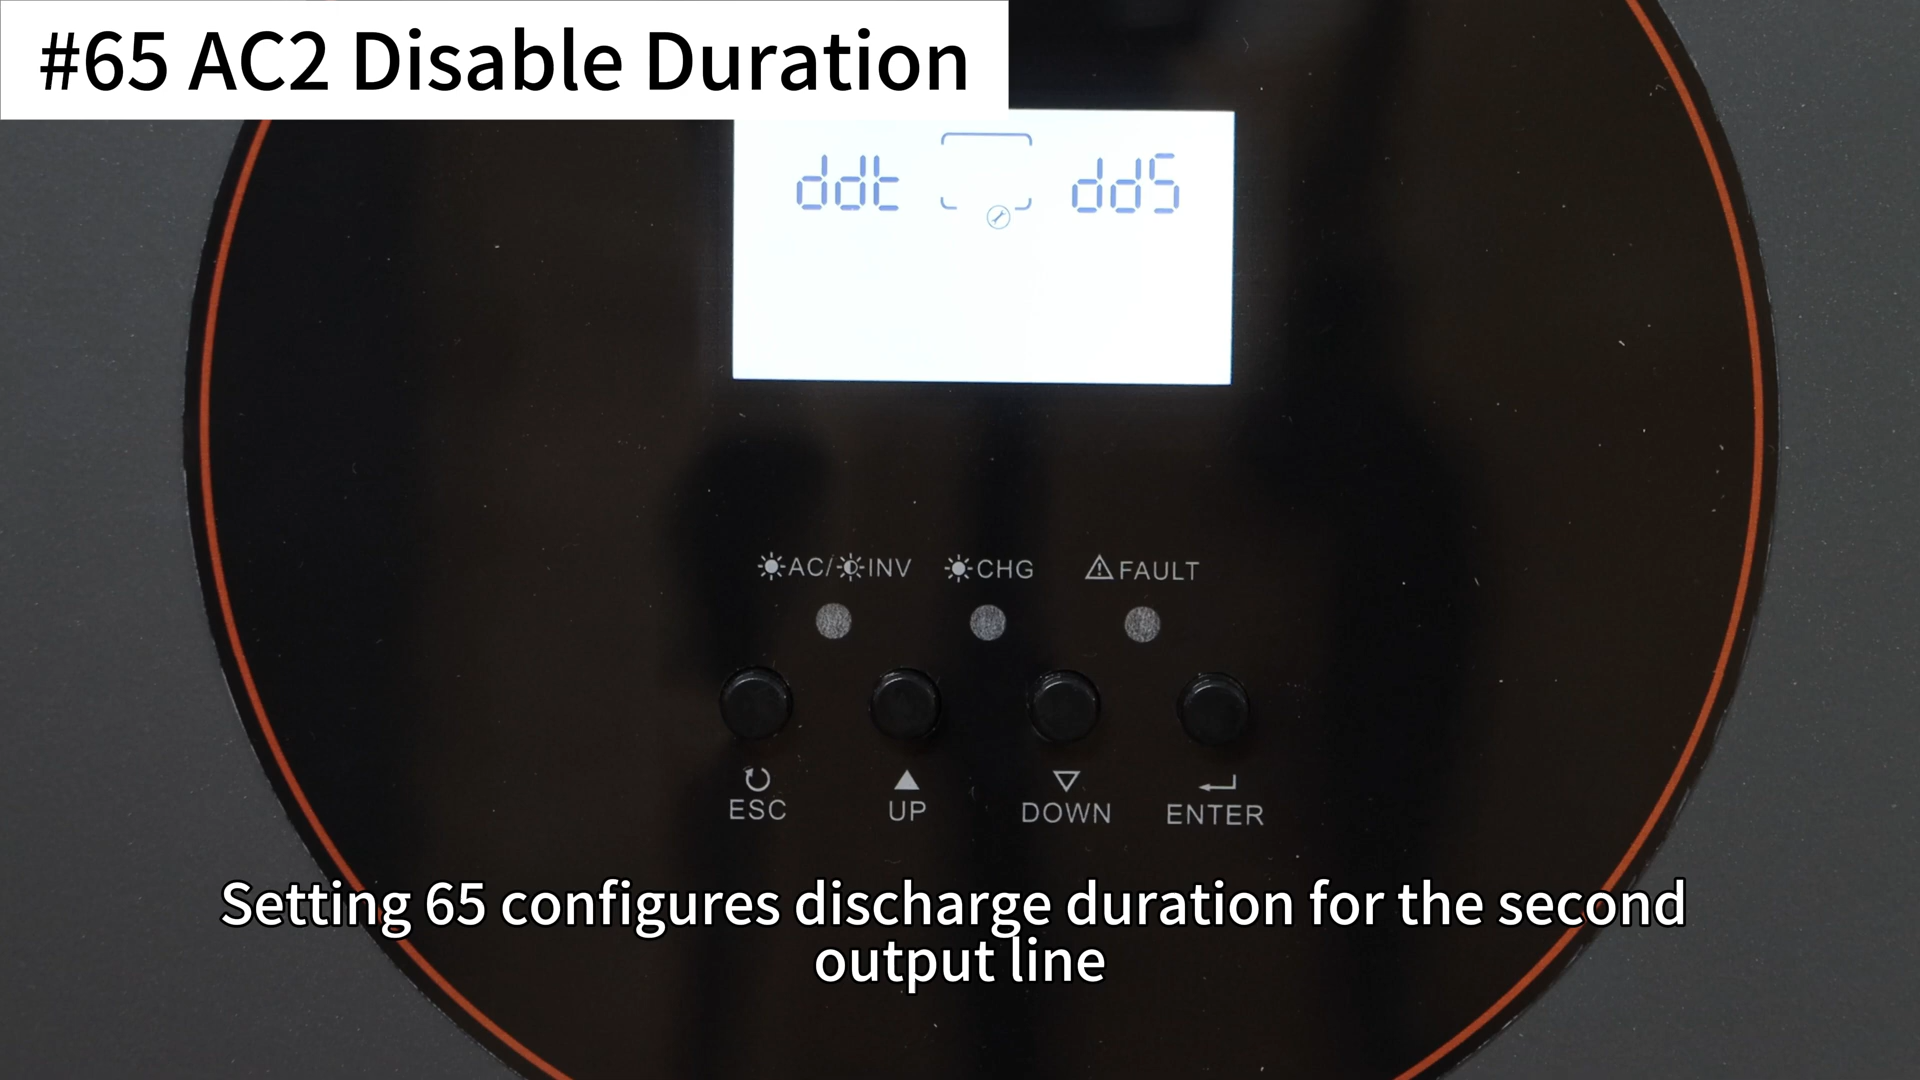 #65 AC2 Disable Duration
ddt dd5
AC/ INV CHG FAULT
ESC UP DOWN ENTER
Setting 65 configures discharge duration for the second
output line